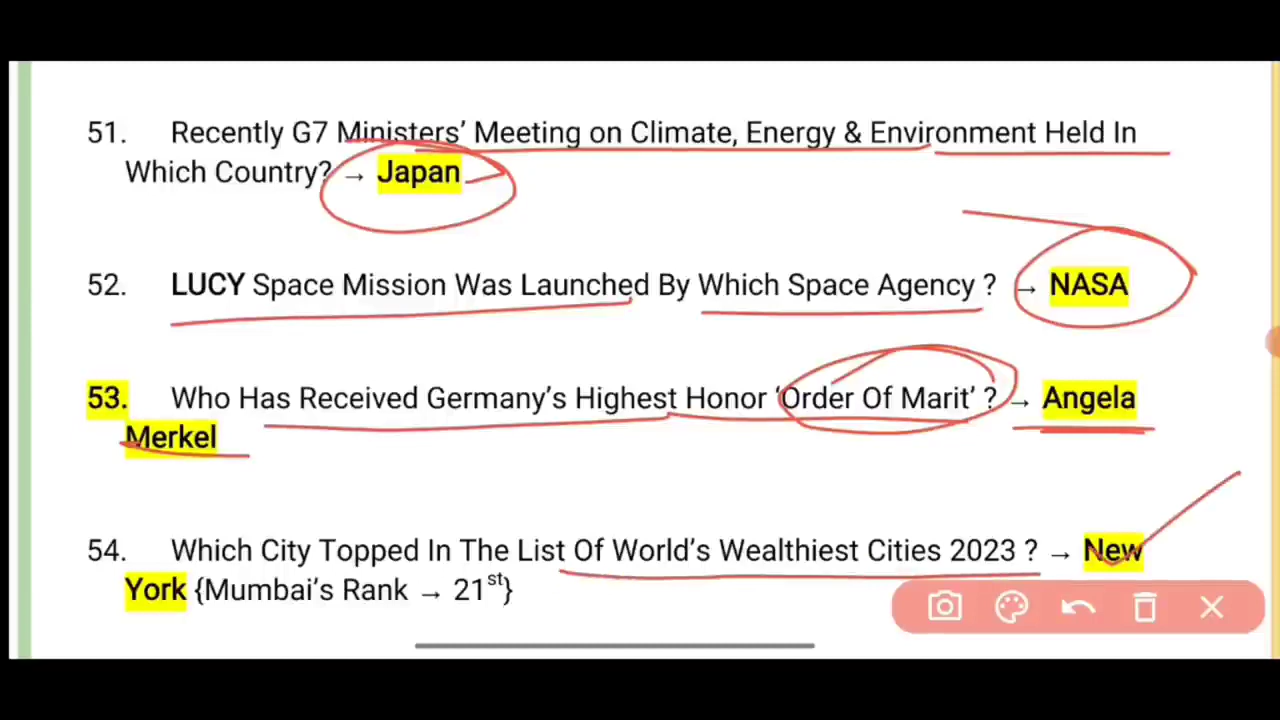 51. Recently G7 Ministers’ Meeting on Climate, Energy & Environment Held In
Which Country? → Japan
52. LUCY Space Mission Was Launched By Which Space Agency ? → NASA
53. Who Has Received Germany’s Highest Honor ‘Order Of Marit’ ? → Angela
Merkel
54. Which City Topped In The List Of World’s Wealthiest Cities 2023 ? → New
York {Mumbai’s Rank → 21st}